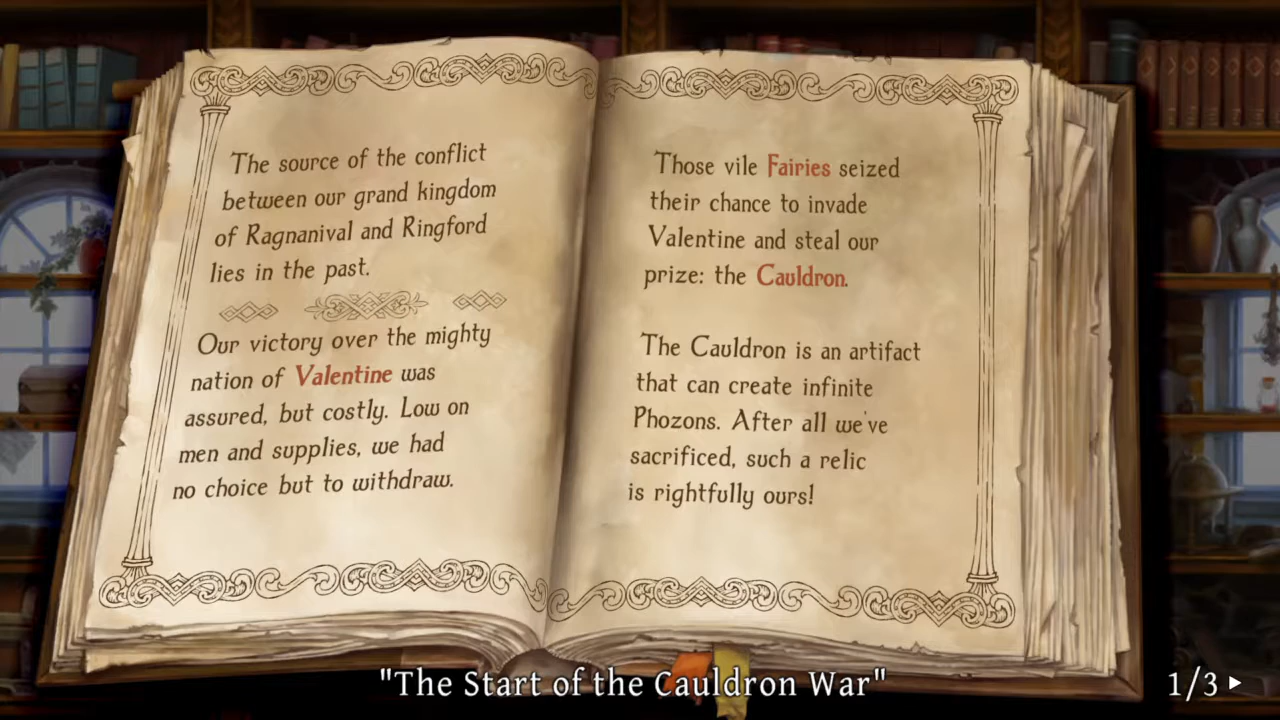 The source of the conflict
between our grand kingdom
of Ragnanival and Ringford
lies in the past.
Our victory over the mighty
nation of Valentine was
assured, but costly. Low on
men and supplies, we had
no choice but to withdraw.
Those vile Fairies seized
their chance to invade
Valentine and steal our
prize: the Cauldron.
The Cauldron is an artifact
that can create infinite
Phozons. After all we've
sacrificed, such a relic
is rightfully ours!
"The Start of the Cauldron War"
1/3